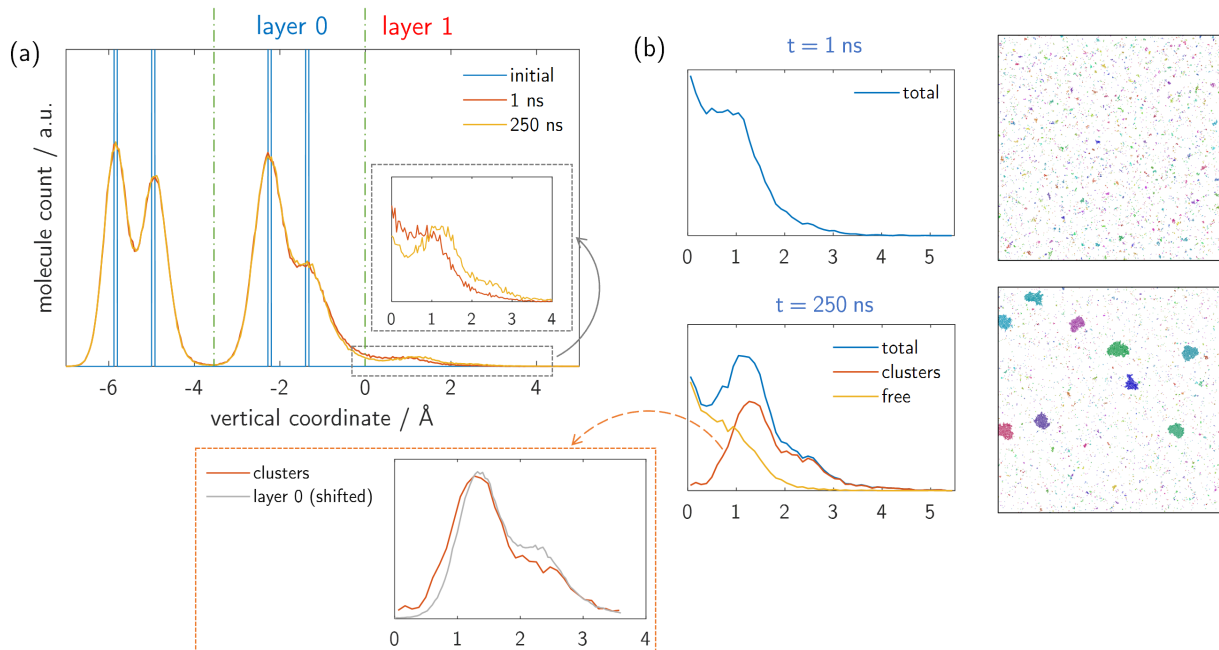 layer 0
layer 1
(a)
initial
1 ns
250 ns
molecule count / a.u.
0 1 2 3 4
-6 -4 -2 0 2 4
vertical coordinate / Å
clusters
layer 0 (shifted)
0 1 2 3 4
(b)
t = 1 ns
total
0 1 2 3 4 5
t = 250 ns
total
clusters
free
0 1 2 3 4 5